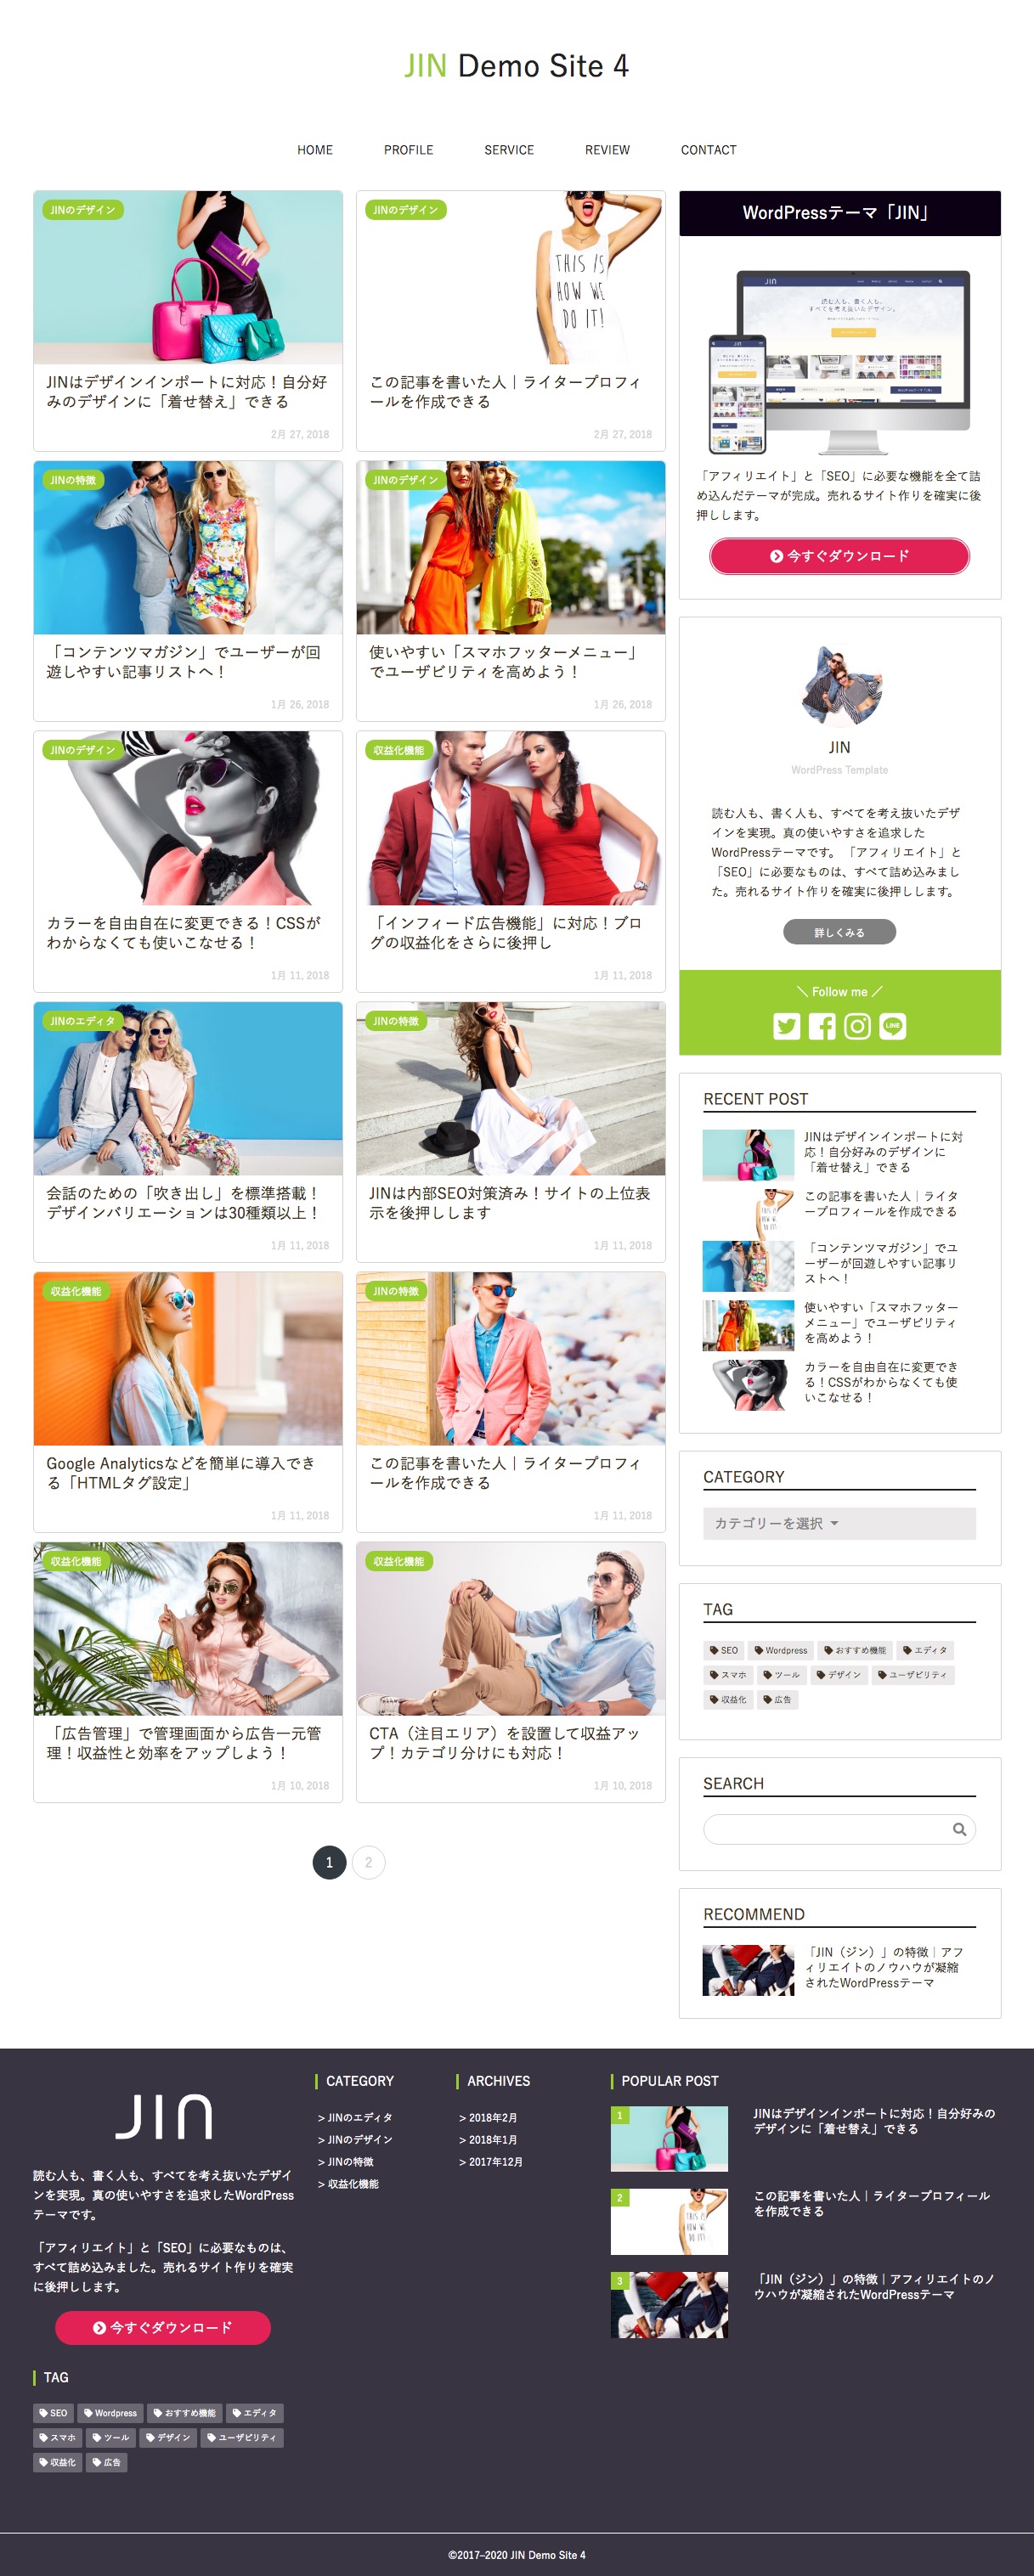 JIN Demo Site 4
HOME
PROFILE
SERVICE
REVIEW
CONTACT
JINのデザイン
THIS IS
HOW WE
DO IT!
JINはデザインインポートに対応！自分好
みのデザインに「着せ替え」できる
2月 27, 2018
JINのデザイン
この記事を書いた人｜ライタープロフィ
ールを作成できる
2月 27, 2018
JINの特徴
「コンテンツマガジン」でユーザーが回
遊しやすい記事リストへ！
1月 26, 2018
JINのデザイン
使いやすい「スマホフッターメニュー」
でユーザビリティを高めよう！
1月 26, 2018
JINのデザイン
カラーを自由自在に変更できる！CSSが
わからなくても使いこなせる！
1月 11, 2018
収益化機能
「インフィード広告機能」に対応！ブロ
グの収益化をさらに後押し
1月 11, 2018
JINのエディタ
会話のための「吹き出し」を標準搭載！
デザインバリエーションは30種類以上！
1月 11, 2018
JINの特徴
JINは内部SEO対策済み！サイトの上位表
示を後押しします
1月 11, 2018
収益化機能
Google Analyticsなどを簡単に導入でき
る「HTMLタグ設定」
1月 11, 2018
JINの特徴
この記事を書いた人｜ライタープロフィ
ールを作成できる
1月 11, 2018
収益化機能
「広告管理」で管理画面から広告一元管
理！収益性と効率をアップしよう！
1月 10, 2018
収益化機能
CTA（注目エリア）を設置して収益アッ
プ！カテゴリ分けにも対応！
1月 10, 2018
1
2
WordPressテーマ「JIN」
JIN
読む人も、書く人も、
すべてを考え抜いたデザイン。
「アフィリエイト」と「SEO」に必要な機能を全て詰
め込んだテーマが完成。売れるサイト作りを確実に後
押しします。
今すぐダウンロード
JIN
WordPress Template
読む人も、書く人も、すべてを考え抜いたデザ
インを実現。真の使いやすさを追求した
WordPressテーマです。 「アフィリエイト」と
「SEO」に必要なものは、すべて詰め込みまし
た。売れるサイト作りを確実に後押しします。
詳しくみる
＼ Follow me ／
LINE
RECENT POST
JINはデザインインポートに対
応！自分好みのデザインに
「着せ替え」できる
この記事を書いた人｜ライタ
ープロフィールを作成できる
「コンテンツマガジン」でユ
ーザーが回遊しやすい記事リ
ストへ！
使いやすい「スマホフッター
メニュー」でユーザビリティ
を高めよう！
カラーを自由自在に変更でき
る！CSSがわからなくても使
いこなせる！
CATEGORY
カテゴリーを選択
TAG
SEO
Wordpress
おすすめ機能
エディタ
スマホ
ツール
デザイン
ユーザビリティ
収益化
広告
SEARCH
RECOMMEND
「JIN（ジン）」の特徴｜アフ
ィリエイトのノウハウが凝縮
されたWordPressテーマ
JIN
読む人も、書く人も、すべてを考え抜いたデザイ
ンを実現。真の使いやすさを追求したWordPress
テーマです。
「アフィリエイト」と「SEO」に必要なものは、
すべて詰め込みました。売れるサイト作りを確実
に後押しします。
今すぐダウンロード
TAG
SEO
Wordpress
おすすめ機能
エディタ
スマホ
ツール
デザイン
ユーザビリティ
収益化
広告
CATEGORY
> JINのエディタ
> JINのデザイン
> JINの特徴
> 収益化機能
ARCHIVES
> 2018年2月
> 2018年1月
> 2017年12月
POPULAR POST
1
JINはデザインインポートに対応！自分好みの
デザインに「着せ替え」できる
2
この記事を書いた人｜ライタープロフィール
を作成できる
3
「JIN（ジン）」の特徴｜アフィリエイトのノ
ウハウが凝縮されたWordPressテーマ
©2017–2020 JIN Demo Site 4